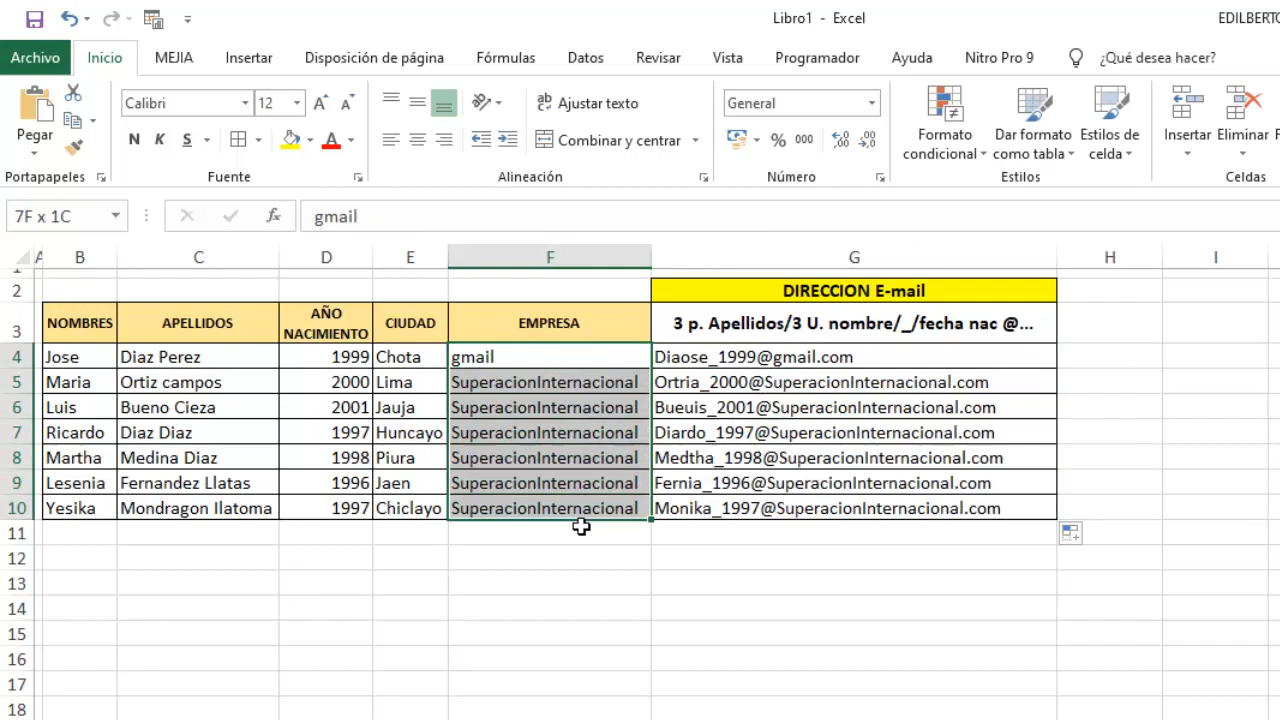 Libro1 - Excel
EDILBERTO
Archivo Inicio MEJIA Insertar Disposición de página Fórmulas Datos Revisar Vista Programador Ayuda Nitro Pro 9 ¿Qué desea hacer?
Calibri 12 Ajustar texto General
Pegar N K S A Combinar y centrar % 000 Formato condicional Dar formato como tabla Estilos de celda Insertar Eliminar
Portapapeles Fuente Alineación Número Estilos Celdas
7F x 1C fx gmail
A B C D E F G H I
1
2 DIRECCION E-mail
3 NOMBRES APELLIDOS AÑO NACIMIENTO CIUDAD EMPRESA 3 p. Apellidos/3 U. nombre/_/fecha nac @...
4 Jose Diaz Perez 1999 Chota gmail Diaose_1999@gmail.com
5 Maria Ortiz campos 2000 Lima SuperacionInternacional Ortria_2000@SuperacionInternacional.com
6 Luis Bueno Cieza 2001 Jauja SuperacionInternacional Bueuis_2001@SuperacionInternacional.com
7 Ricardo Diaz Diaz 1997 Huncayo SuperacionInternacional Diardo_1997@SuperacionInternacional.com
8 Martha Medina Diaz 1998 Piura SuperacionInternacional Medtha_1998@SuperacionInternacional.com
9 Lesenia Fernandez Llatas 1996 Jaen SuperacionInternacional Fernia_1996@SuperacionInternacional.com
10 Yesika Mondragon Ilatoma 1997 Chiclayo SuperacionInternacional Monika_1997@SuperacionInternacional.com
11
12
13
14
15
16
17
18